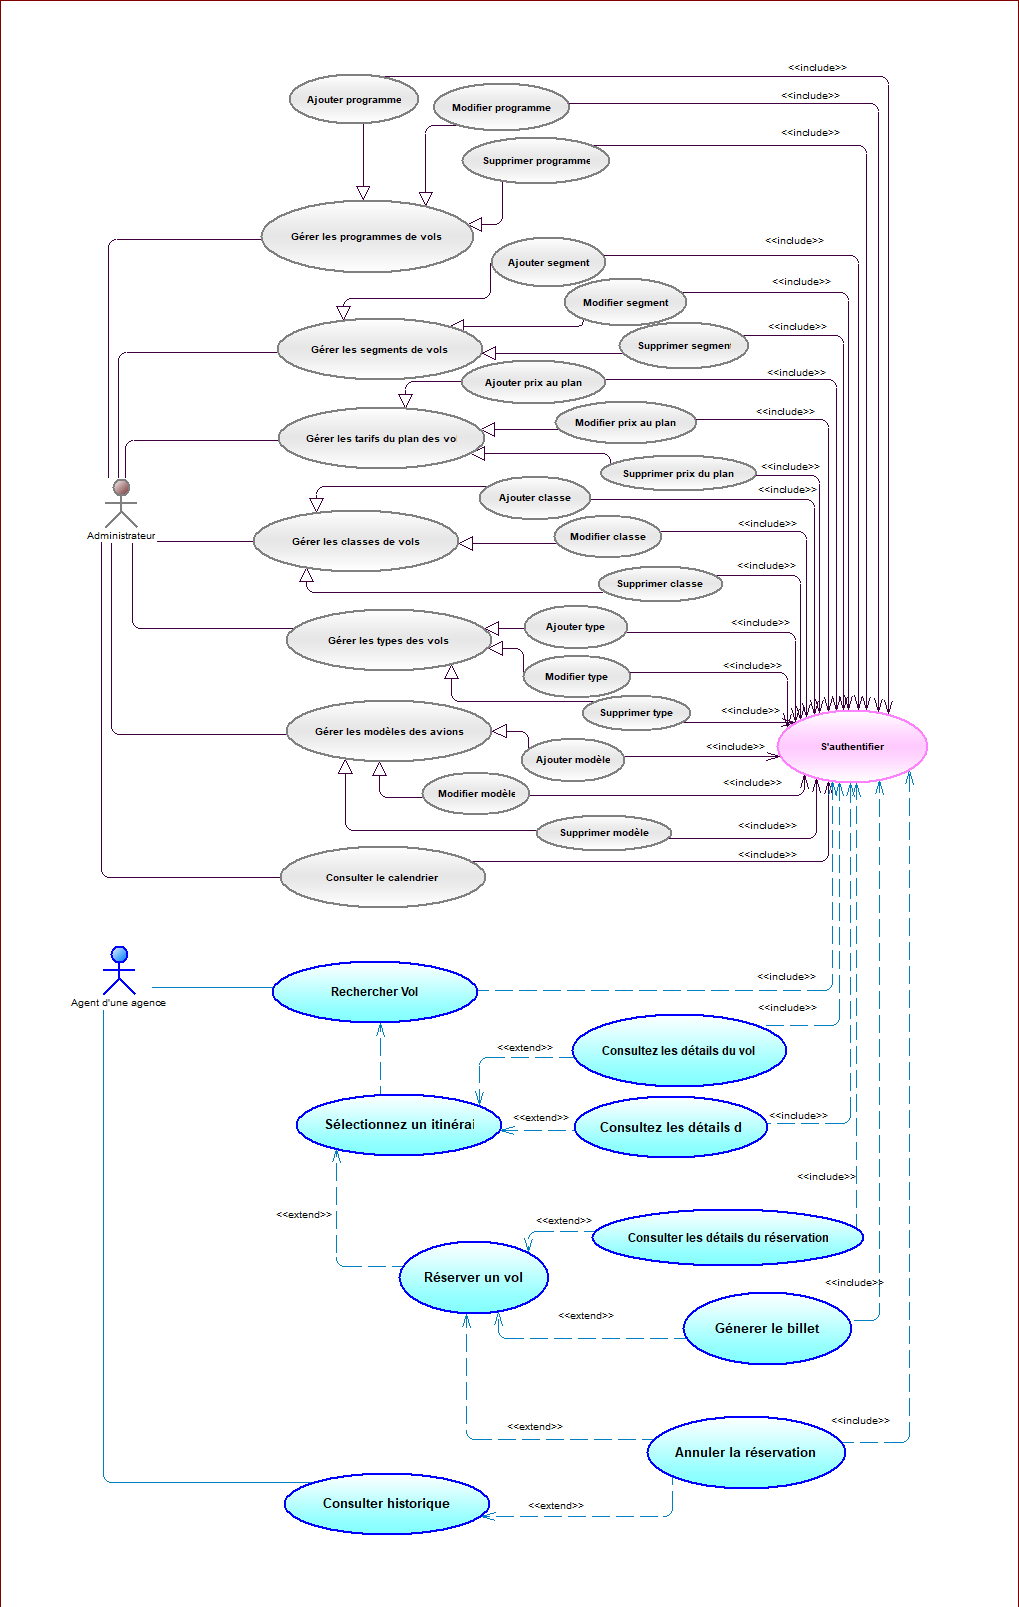 <<include>>
Ajouter programme
Modifier programme
<<include>>
Supprimer programme
<<include>>
Gérer les programmes de vols
Ajouter segment
<<include>>
Modifier segment
<<include>>
Gérer les segments de vols
Supprimer segment
<<include>>
Ajouter prix au plan
<<include>>
Gérer les tarifs du plan des vol
Modifier prix au plan
<<include>>
Supprimer prix du plan
<<include>>
Administrateur
Ajouter classe
<<include>>
Gérer les classes de vols
Modifier classe
<<include>>
Supprimer classe
<<include>>
Gérer les types des vols
Ajouter type
<<include>>
Modifier type
<<include>>
Supprimer type
<<include>>
Gérer les modèles des avions
Ajouter modèle
<<include>>
S'authentifier
Modifier modèle
<<include>>
Supprimer modèle
<<include>>
Consulter le calendrier
<<include>>
Agent d'une agence
Rechercher Vol
<<include>>
<<include>>
<<extend>>
Consultez les détails du vol
Sélectionnez un itinérai
<<extend>>
Consultez les détails d
<<include>>
<<include>>
<<extend>>
<<extend>>
Consulter les détails du réservation
Réserver un vol
<<include>>
<<extend>>
Génerer le billet
<<extend>>
<<include>>
Annuler la réservation
Consulter historique
<<extend>>